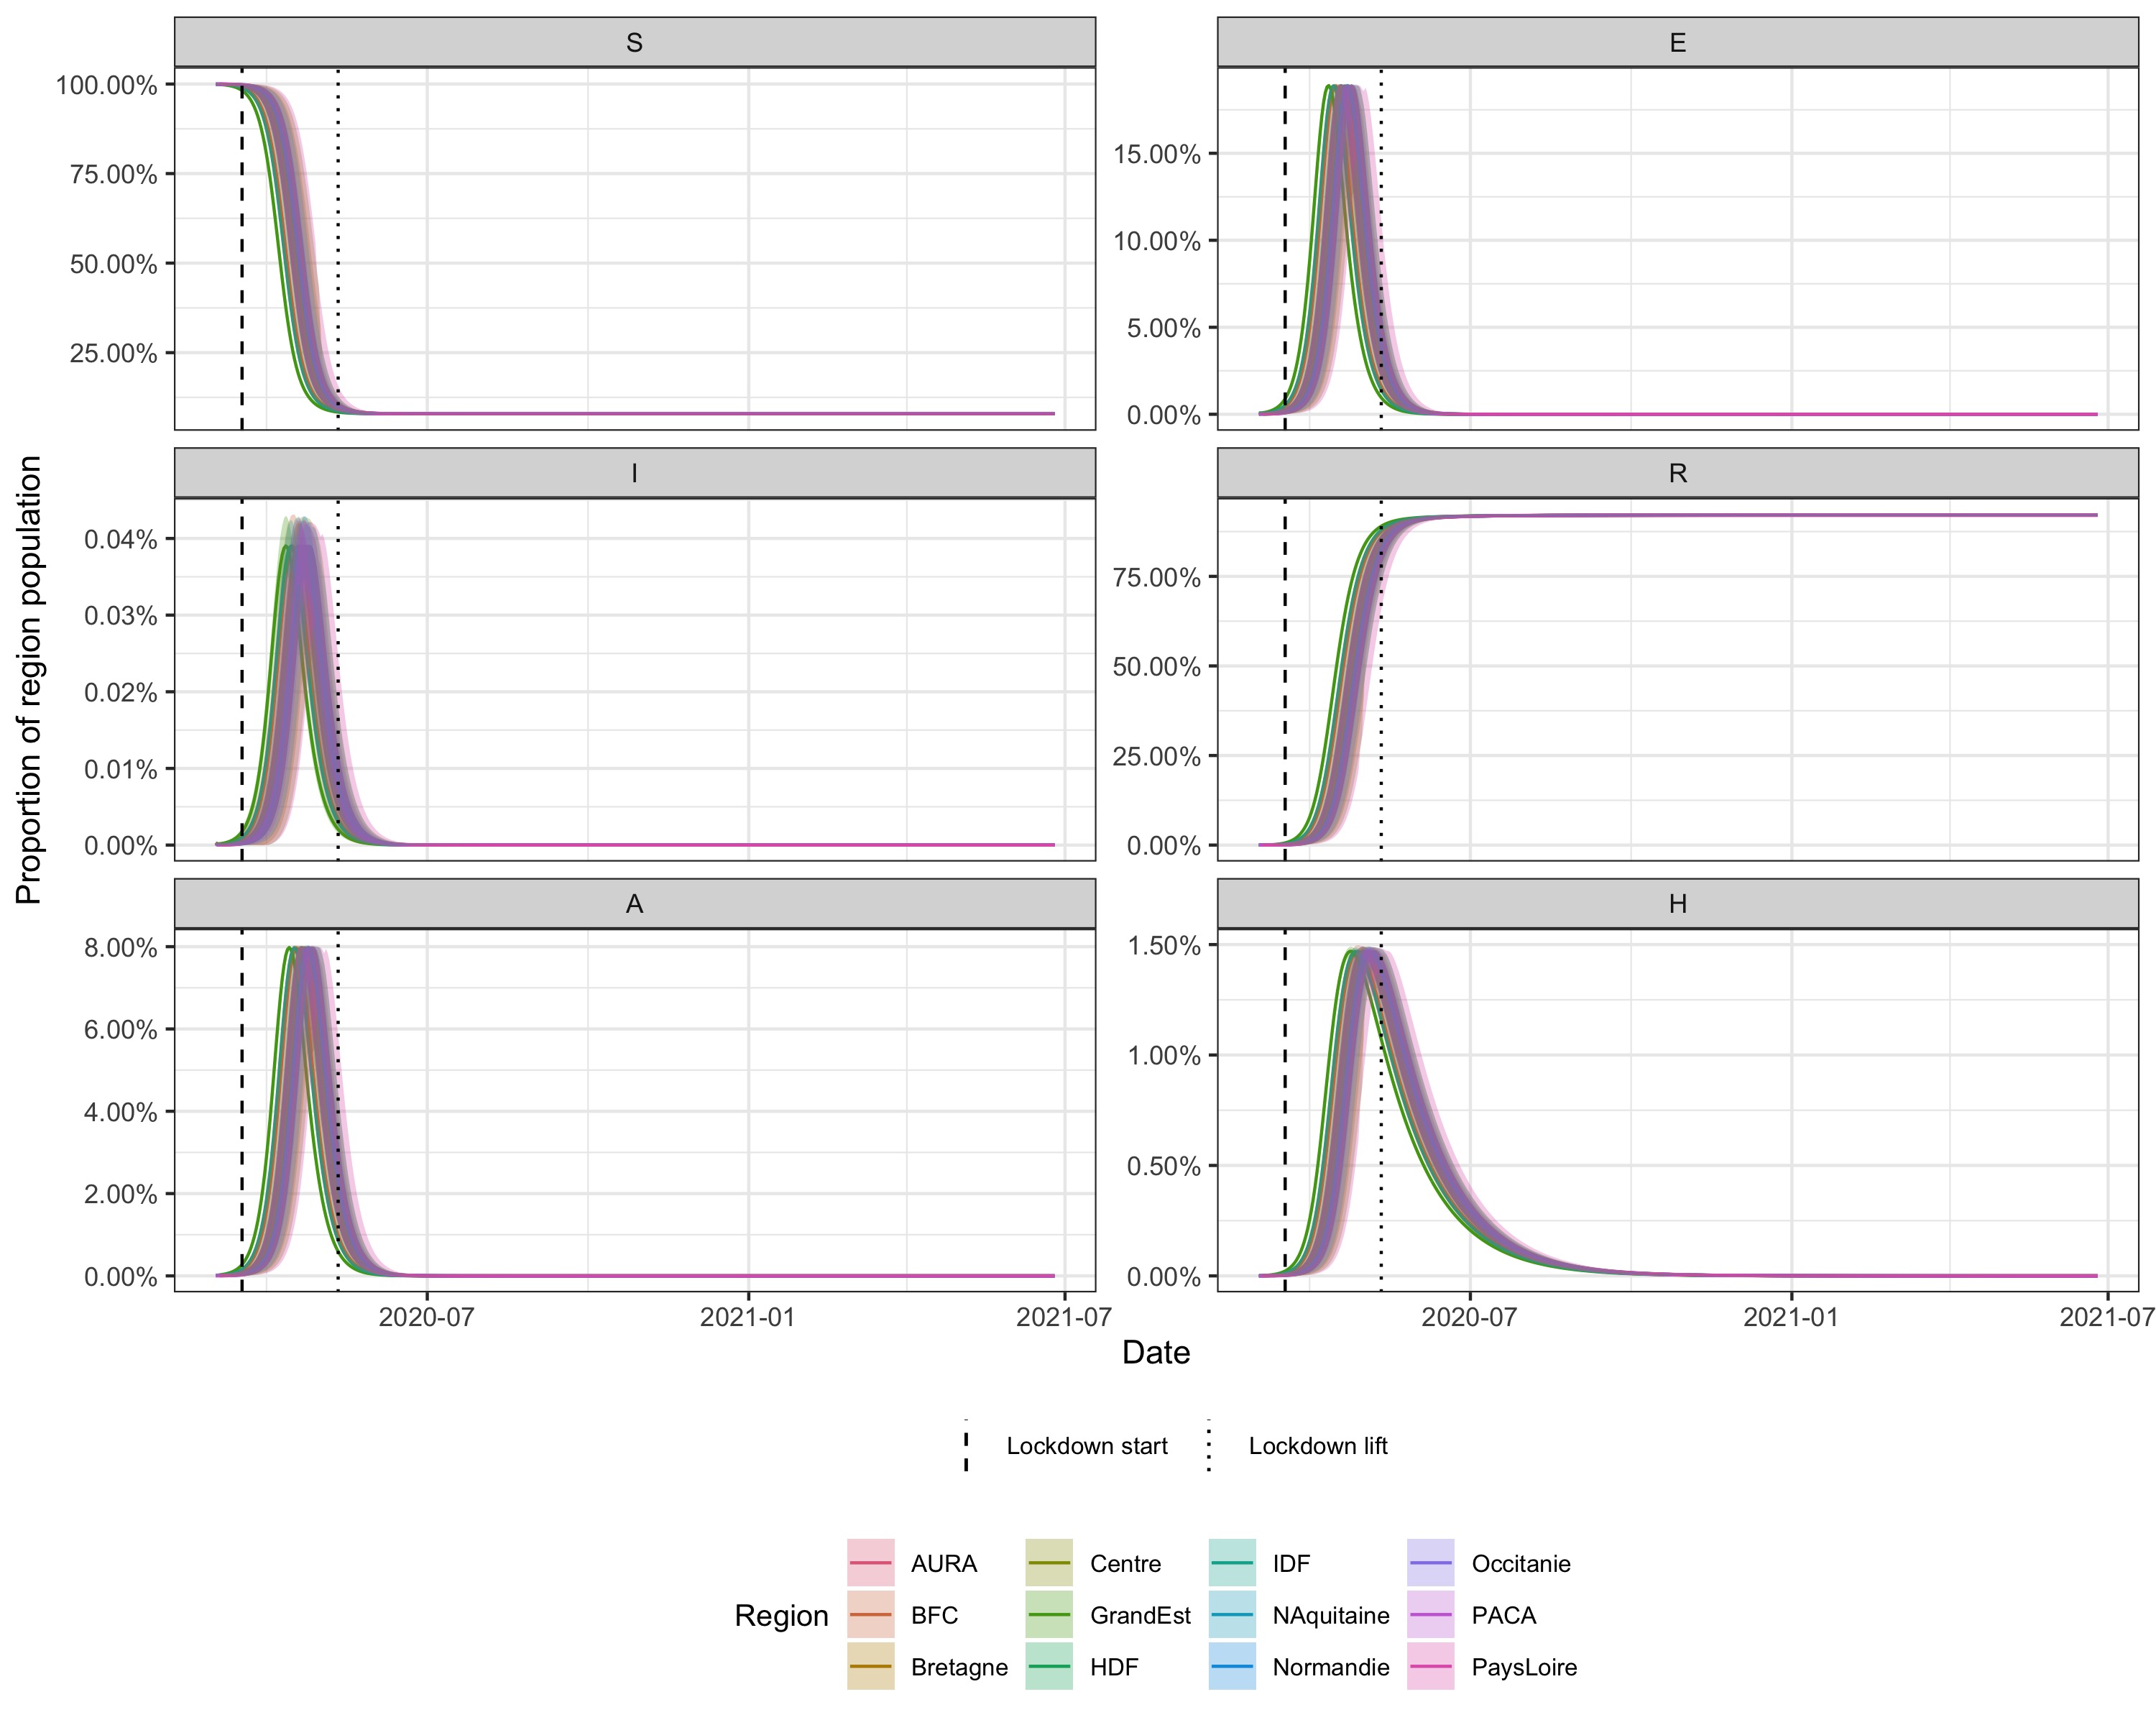 S
E
100.00%
75.00%
50.00%
25.00%
15.00%
10.00%
5.00%
0.00%
I
R
0.04%
0.03%
0.02%
0.01%
0.00%
75.00%
50.00%
25.00%
0.00%
A
H
8.00%
6.00%
4.00%
2.00%
0.00%
1.50%
1.00%
0.50%
0.00%
Proportion of region population
2020-07 2021-01 2021-07
2020-07 2021-01 2021-07
Date
Lockdown start Lockdown lift
Region
AURA Centre IDF Occitanie
BFC GrandEst NAquitaine PACA
Bretagne HDF Normandie PaysLoire